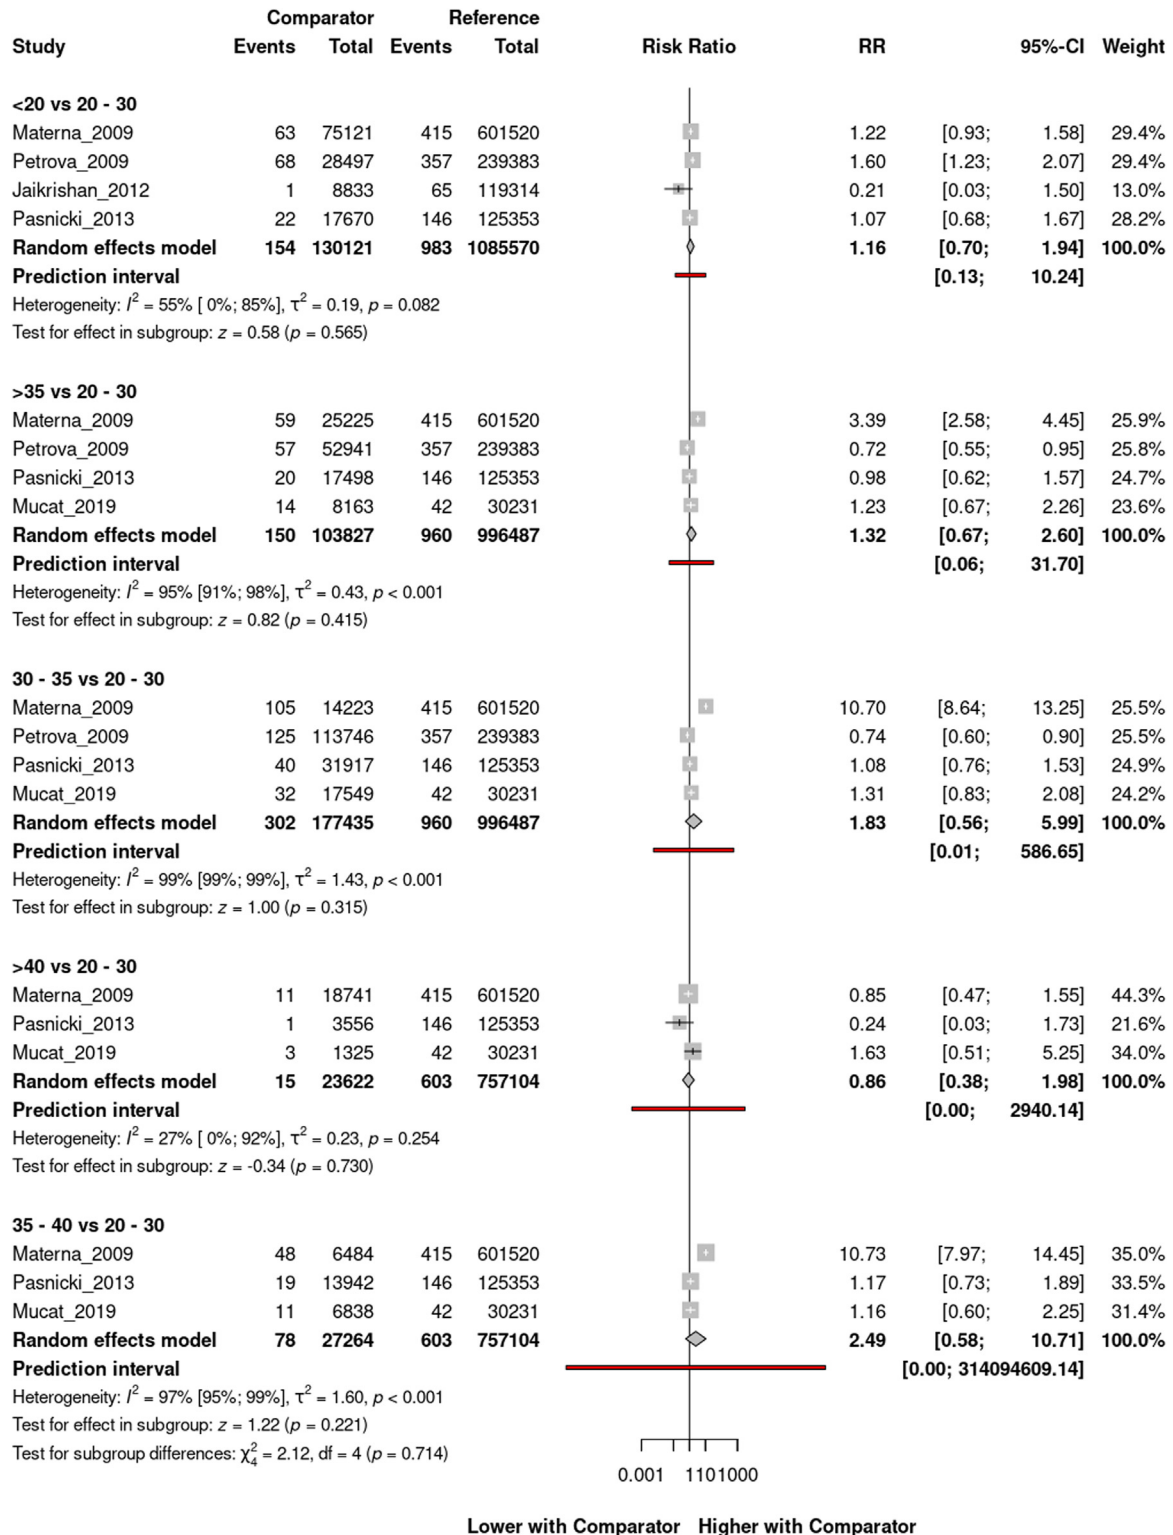 Comparator Reference
Study Events Total Events Total Risk Ratio RR 95%-CI Weight
<20 vs 20 - 30
Materna_2009 63 75121 415 601520 1.22 [0.93; 1.58] 29.4%
Petrova_2009 68 28497 357 239383 1.60 [1.23; 2.07] 29.4%
Jaikrishan_2012 1 8833 65 119314 0.21 [0.03; 1.50] 13.0%
Pasnicki_2013 22 17670 146 125353 1.07 [0.68; 1.67] 28.2%
Random effects model 154 130121 983 1085570 1.16 [0.70; 1.94] 100.0%
Prediction interval [0.13; 10.24]
Heterogeneity: I² = 55% [ 0%; 85%], τ² = 0.19, p = 0.082
Test for effect in subgroup: z = 0.58 (p = 0.565)
>35 vs 20 - 30
Materna_2009 59 25225 415 601520 3.39 [2.58; 4.45] 25.9%
Petrova_2009 57 52941 357 239383 0.72 [0.55; 0.95] 25.8%
Pasnicki_2013 20 17498 146 125353 0.98 [0.62; 1.57] 24.7%
Mucat_2019 14 8163 42 30231 1.23 [0.67; 2.26] 23.6%
Random effects model 150 103827 960 996487 1.32 [0.67; 2.60] 100.0%
Prediction interval [0.06; 31.70]
Heterogeneity: I² = 95% [91%; 98%], τ² = 0.43, p < 0.001
Test for effect in subgroup: z = 0.82 (p = 0.415)
30 - 35 vs 20 - 30
Materna_2009 105 14223 415 601520 10.70 [8.64; 13.25] 25.5%
Petrova_2009 125 113746 357 239383 0.74 [0.60; 0.90] 25.5%
Pasnicki_2013 40 31917 146 125353 1.08 [0.76; 1.53] 24.9%
Mucat_2019 32 17549 42 30231 1.31 [0.83; 2.08] 24.2%
Random effects model 302 177435 960 996487 1.83 [0.56; 5.99] 100.0%
Prediction interval [0.01; 586.65]
Heterogeneity: I² = 99% [99%; 99%], τ² = 1.43, p < 0.001
Test for effect in subgroup: z = 1.00 (p = 0.315)
>40 vs 20 - 30
Materna_2009 11 18741 415 601520 0.85 [0.47; 1.55] 44.3%
Pasnicki_2013 1 3556 146 125353 0.24 [0.03; 1.73] 21.6%
Mucat_2019 3 1325 42 30231 1.63 [0.51; 5.25] 34.0%
Random effects model 15 23622 603 757104 0.86 [0.38; 1.98] 100.0%
Prediction interval [0.00; 2940.14]
Heterogeneity: I² = 27% [ 0%; 92%], τ² = 0.23, p = 0.254
Test for effect in subgroup: z = -0.34 (p = 0.730)
35 - 40 vs 20 - 30
Materna_2009 48 6484 415 601520 10.73 [7.97; 14.45] 35.0%
Pasnicki_2013 19 13942 146 125353 1.17 [0.73; 1.89] 33.5%
Mucat_2019 11 6838 42 30231 1.16 [0.60; 2.25] 31.4%
Random effects model 78 27264 603 757104 2.49 [0.58; 10.71] 100.0%
Prediction interval [0.00; 314094609.14]
Heterogeneity: I² = 97% [95%; 99%], τ² = 1.60, p < 0.001
Test for effect in subgroup: z = 1.22 (p = 0.221)
Test for subgroup differences: χ²₄ = 2.12, df = 4 (p = 0.714)
0.001 1101000
Lower with Comparator Higher with Comparator